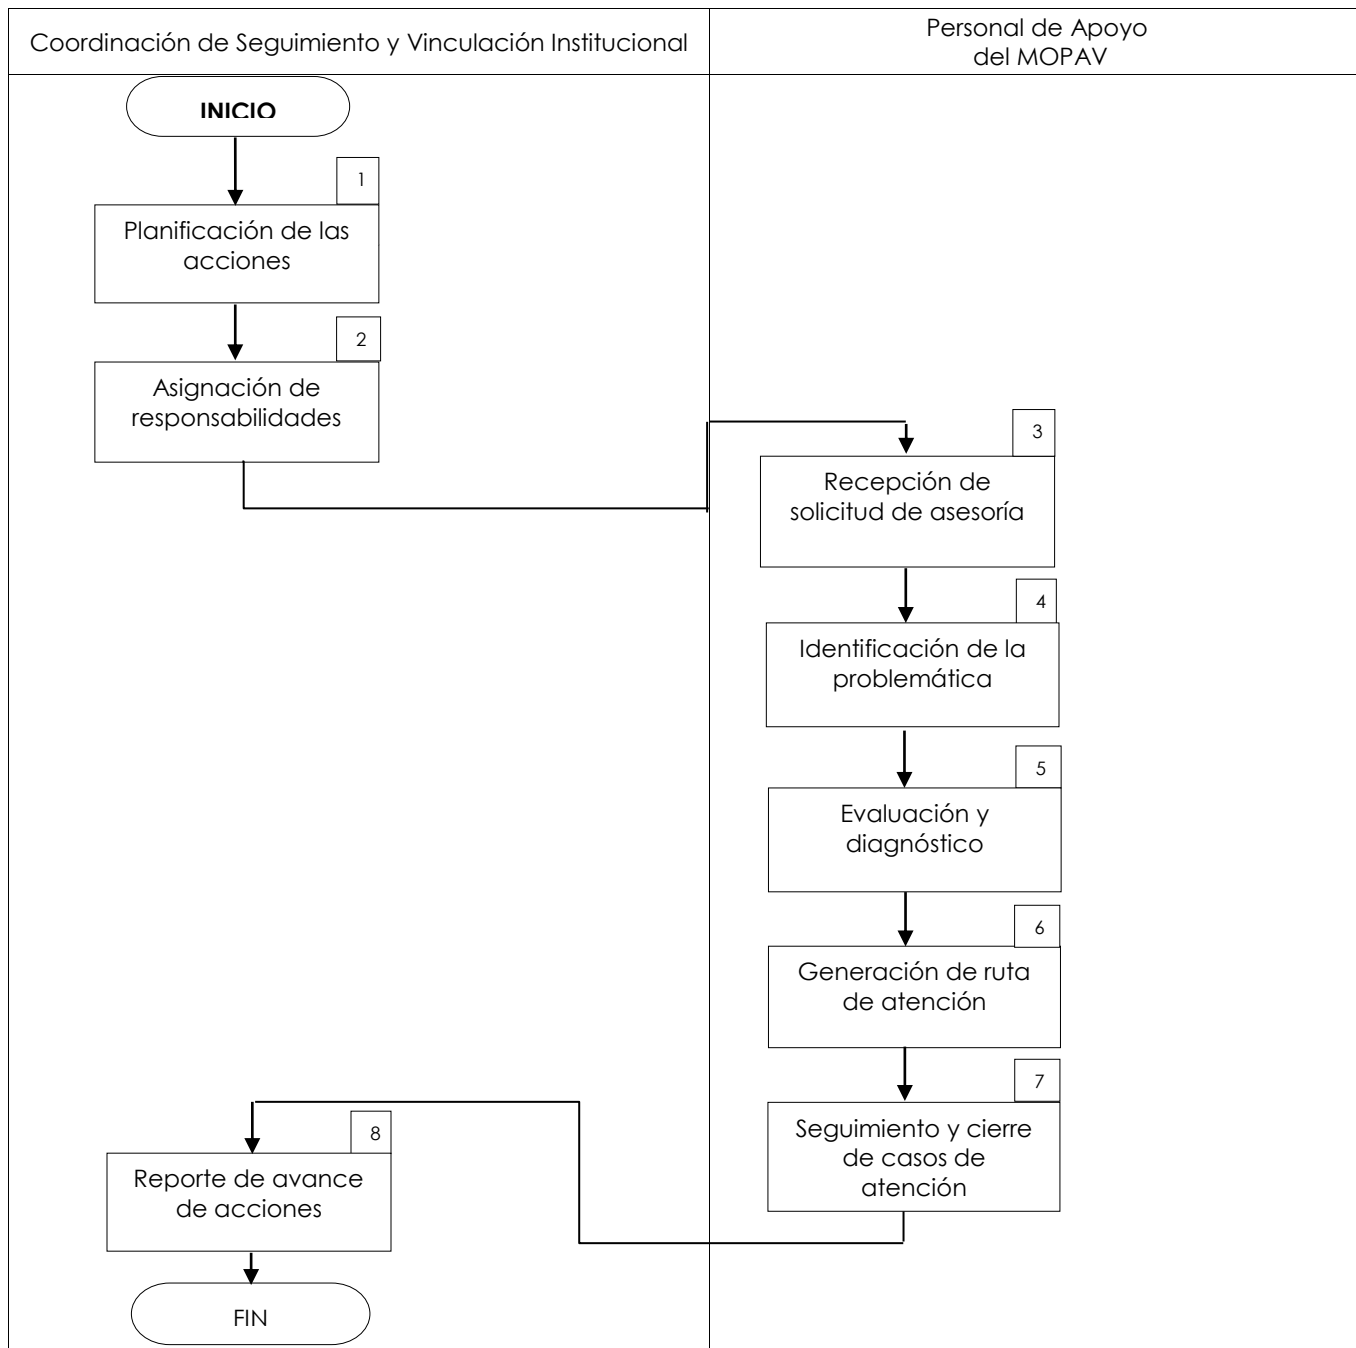 Coordinación de Seguimiento y Vinculación Institucional
Personal de Apoyo
del MOPAV
INICIO
1
Planificación de las
acciones
2
Asignación de
responsabilidades
3
Recepción de
solicitud de asesoría
4
Identificación de la
problemática
5
Evaluación y
diagnóstico
6
Generación de ruta
de atención
7
Seguimiento y cierre
de casos de
atención
8
Reporte de avance
de acciones
FIN